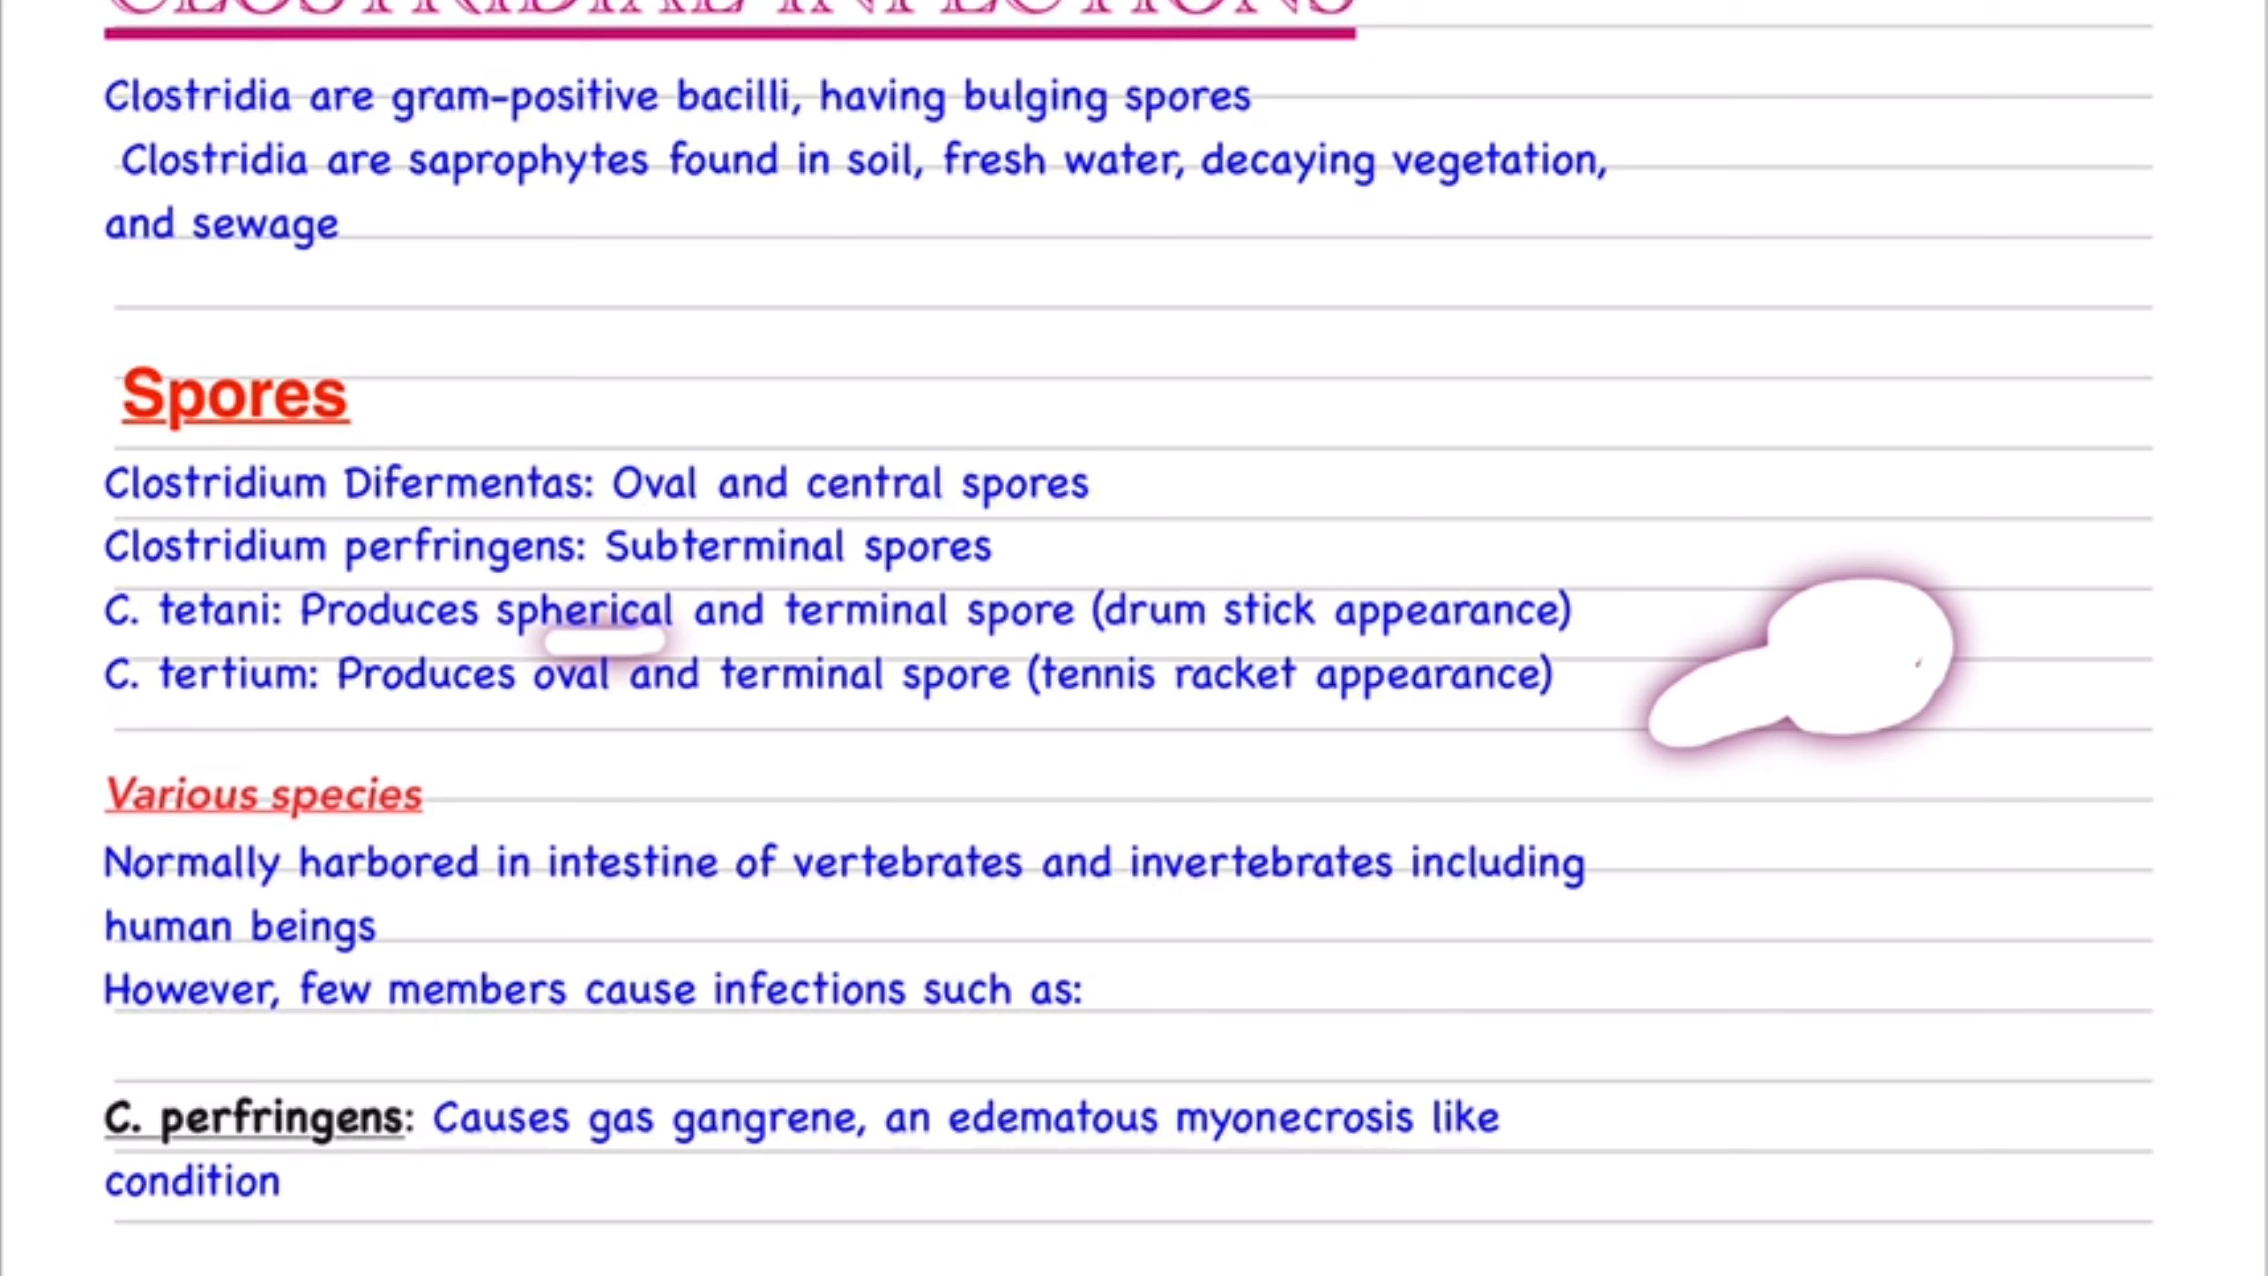 CLOSTRIDIAL INFECTIONS
Clostridia are gram-positive bacilli, having bulging spores
Clostridia are saprophytes found in soil, fresh water, decaying vegetation,
and sewage
Spores
Clostridium Difermentas: Oval and central spores
Clostridium perfringens: Subterminal spores
C. tetani: Produces spherical and terminal spore (drum stick appearance)
C. tertium: Produces oval and terminal spore (tennis racket appearance)
Various species
Normally harbored in intestine of vertebrates and invertebrates including
human beings
However, few members cause infections such as:
C. perfringens: Causes gas gangrene, an edematous myonecrosis like
condition